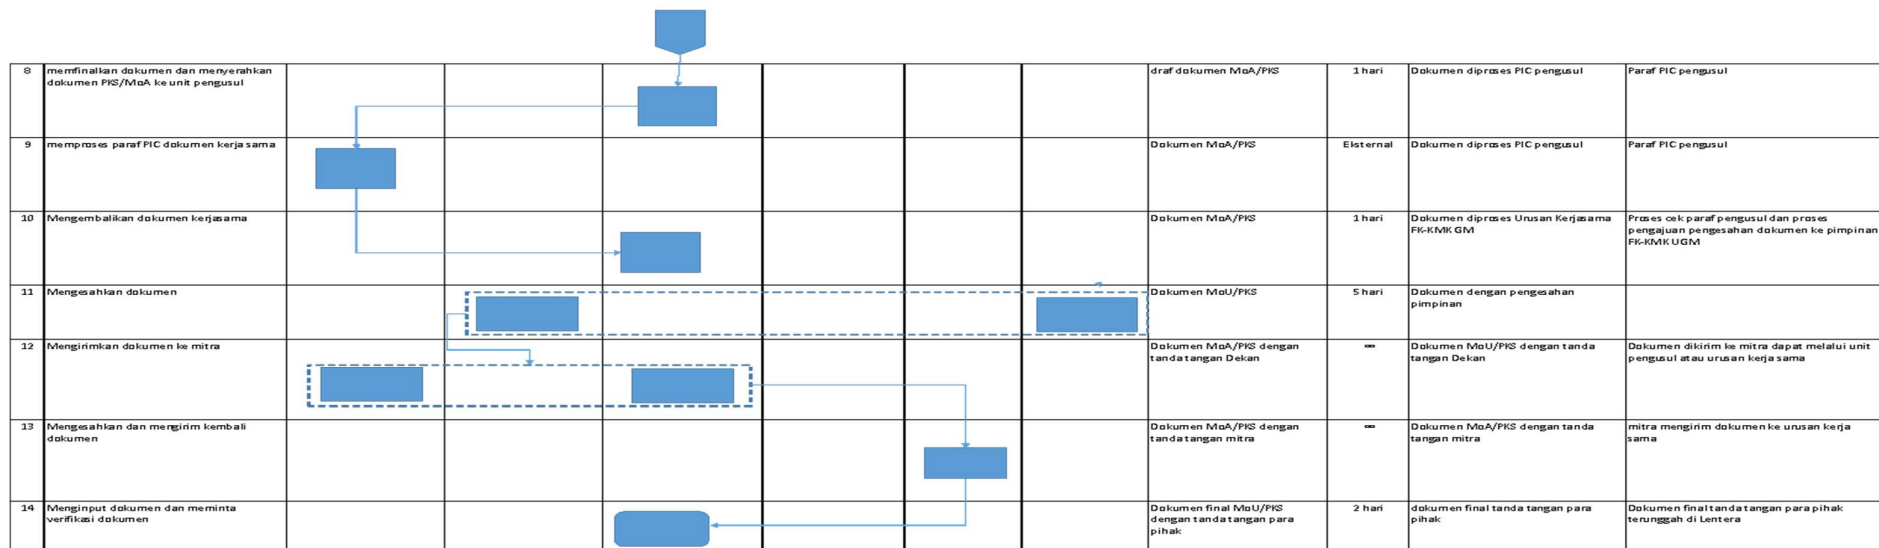 8 memfinalkan dokumen dan menyerahkan
dokumen PKS/MoA ke unit pengusul
draf dokumen MoA/PKS
1 hari
Dokumen diproses PIC pengusul
Paraf PIC pengusul
9 memproses paraf PIC dokumen kerja sama
Dokumen MoA/PKS
Eksternal
Dokumen diproses PIC pengusul
Paraf PIC pengusul
10 Mengembalikan dokumen kerjasama
Dokumen MoA/PKS
1 hari
Dokumen diproses Urusan Kerjasama
FK-KMK GM
Proses cek paraf pengusul dan proses
pengajuan pengesahan dokumen ke pimpinan
FK-KMK UGM
11 Mengesahkan dokumen
Dokumen MoU/PKS
5 hari
Dokumen dengan pengesahan
pimpinan
12 Mengirimkan dokumen ke mitra
Dokumen MoA/PKS dengan
tanda tangan Dekan
∞
Dokumen MoU/PKS dengan tanda
tangan Dekan
Dokumen dikirim ke mitra dapat melalui unit
pengusul atau urusan kerja sama
13 Mengesahkan dan mengirim kembali
dokumen
Dokumen MoA/PKS dengan
tanda tangan mitra
∞
Dokumen MoA/PKS dengan tanda
tangan mitra
mitra mengirim dokumen ke urusan kerja
sama
14 Menginput dokumen dan meminta
verifikasi dokumen
Dokumen final MoU/PKS
dengan tanda tangan para
pihak
2 hari
dokumen final tanda tangan para
pihak
Dokumen final tanda tangan para pihak
terunggah di Lentera